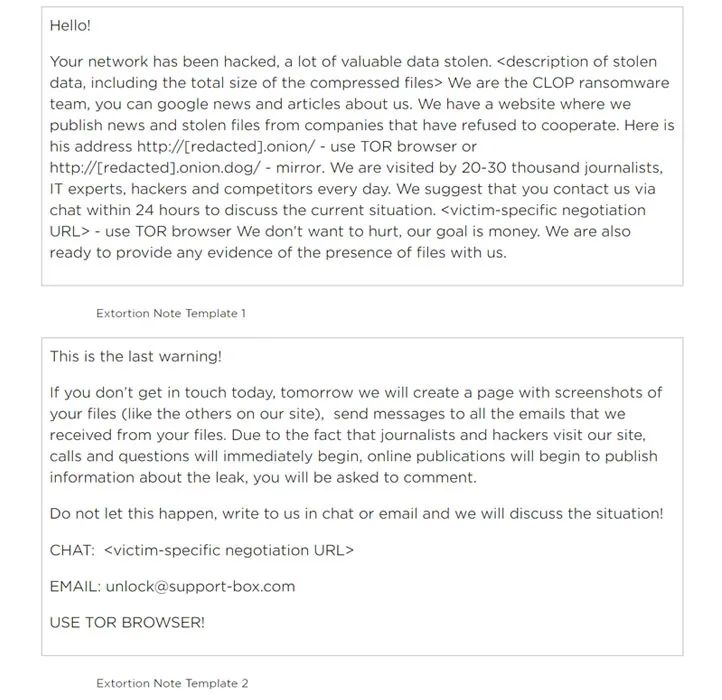 Hello!
Your network has been hacked, a lot of valuable data stolen. <description of stolen
data, including the total size of the compressed files> We are the CLOP ransomware
team, you can google news and articles about us. We have a website where we
publish news and stolen files from companies that have refused to cooperate. Here is
his address http://[redacted].onion/ - use TOR browser or
http://[redacted].onion.dog/ - mirror. We are visited by 20-30 thousand journalists,
IT experts, hackers and competitors every day. We suggest that you contact us via
chat within 24 hours to discuss the current situation. <victim-specific negotiation
URL> - use TOR browser We don't want to hurt, our goal is money. We are also
ready to provide any evidence of the presence of files with us.
Extortion Note Template 1
This is the last warning!
If you don't get in touch today, tomorrow we will create a page with screenshots of
your files (like the others on our site),  send messages to all the emails that we
received from your files. Due to the fact that journalists and hackers visit our site,
calls and questions will immediately begin, online publications will begin to publish
information about the leak, you will be asked to comment.
Do not let this happen, write to us in chat or email and we will discuss the situation!
CHAT:  <victim-specific negotiation URL>
EMAIL: unlock@support-box.com
USE TOR BROWSER!
Extortion Note Template 2